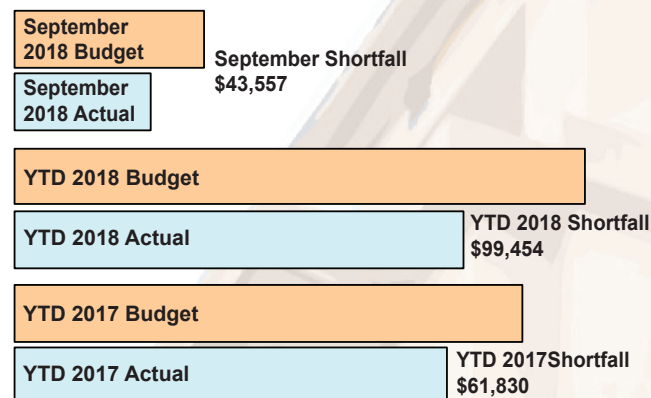 September
2018 Budget
September Shortfall
$43,557
September
2018 Actual
YTD 2018 Budget
YTD 2018 Actual
YTD 2018 Shortfall
$99,454
YTD 2017 Budget
YTD 2017 Actual
YTD 2017Shortfall
$61,830